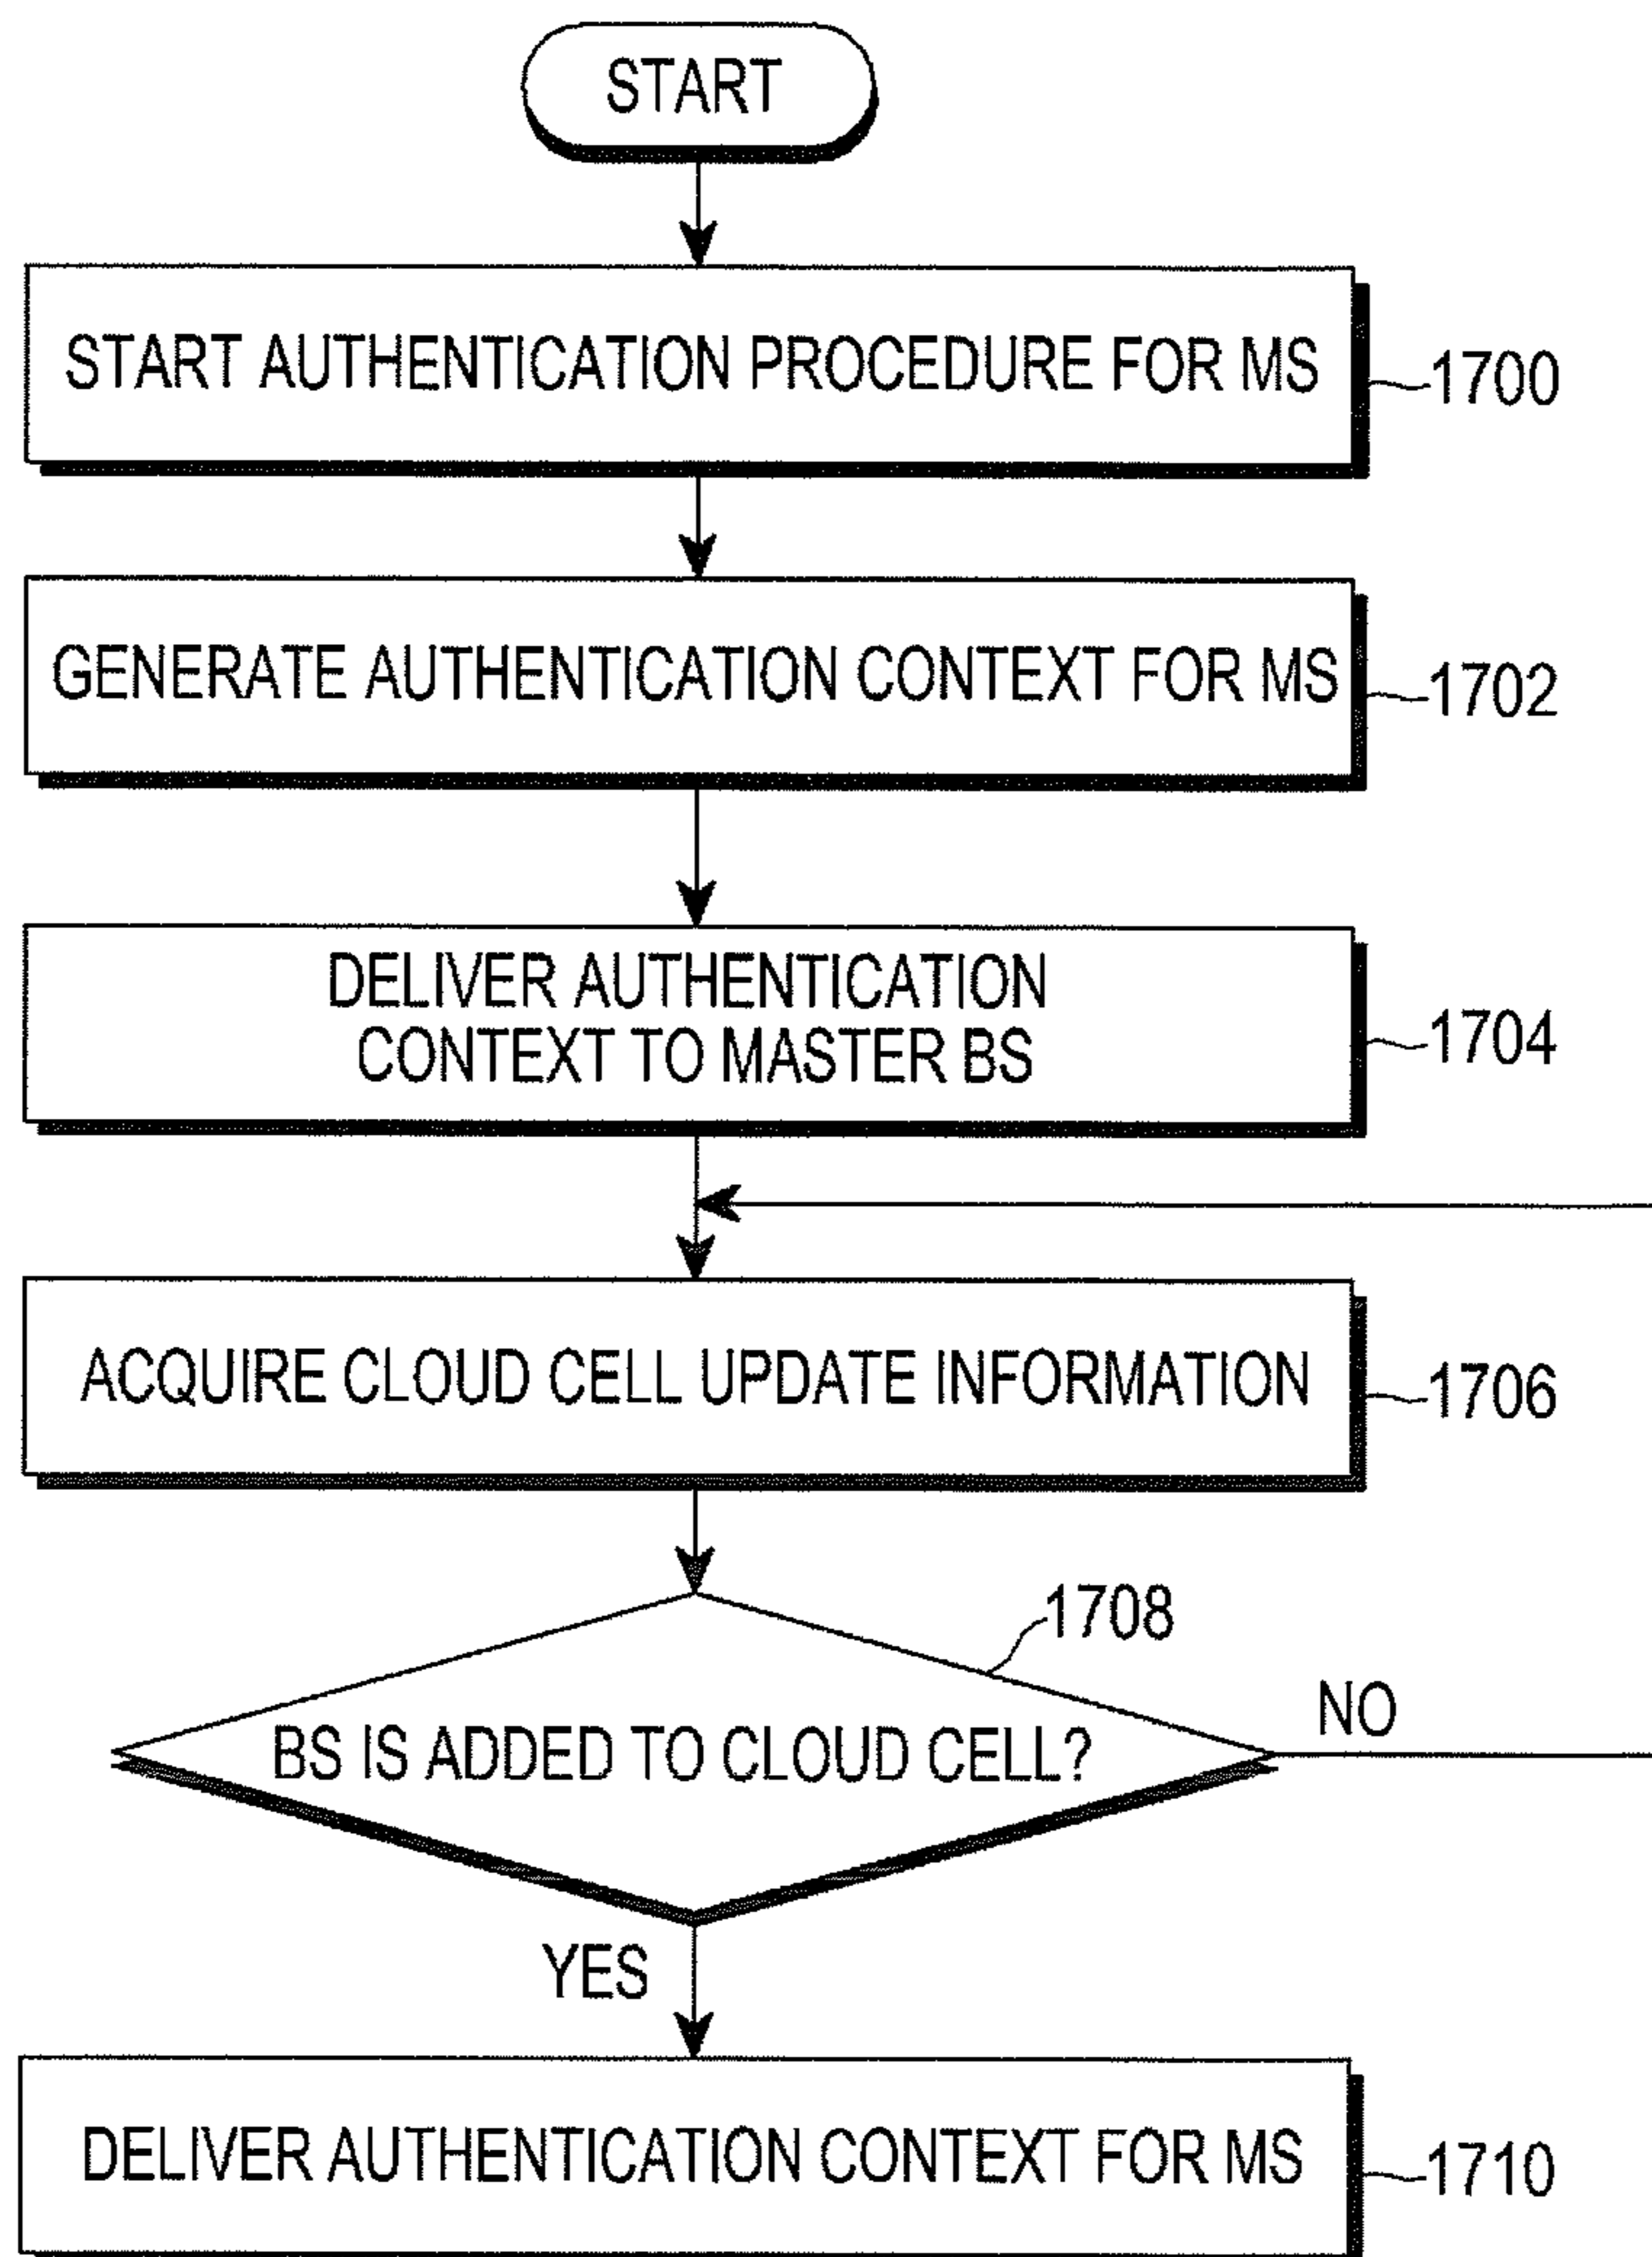 START
START AUTHENTICATION PROCEDURE FOR MS
1700
GENERATE AUTHENTICATION CONTEXT FOR MS
1702
DELIVER AUTHENTICATION
CONTEXT TO MASTER BS
1704
ACQUIRE CLOUD CELL UPDATE INFORMATION
1706
1708
BS IS ADDED TO CLOUD CELL?
NO
YES
DELIVER AUTHENTICATION CONTEXT FOR MS
1710